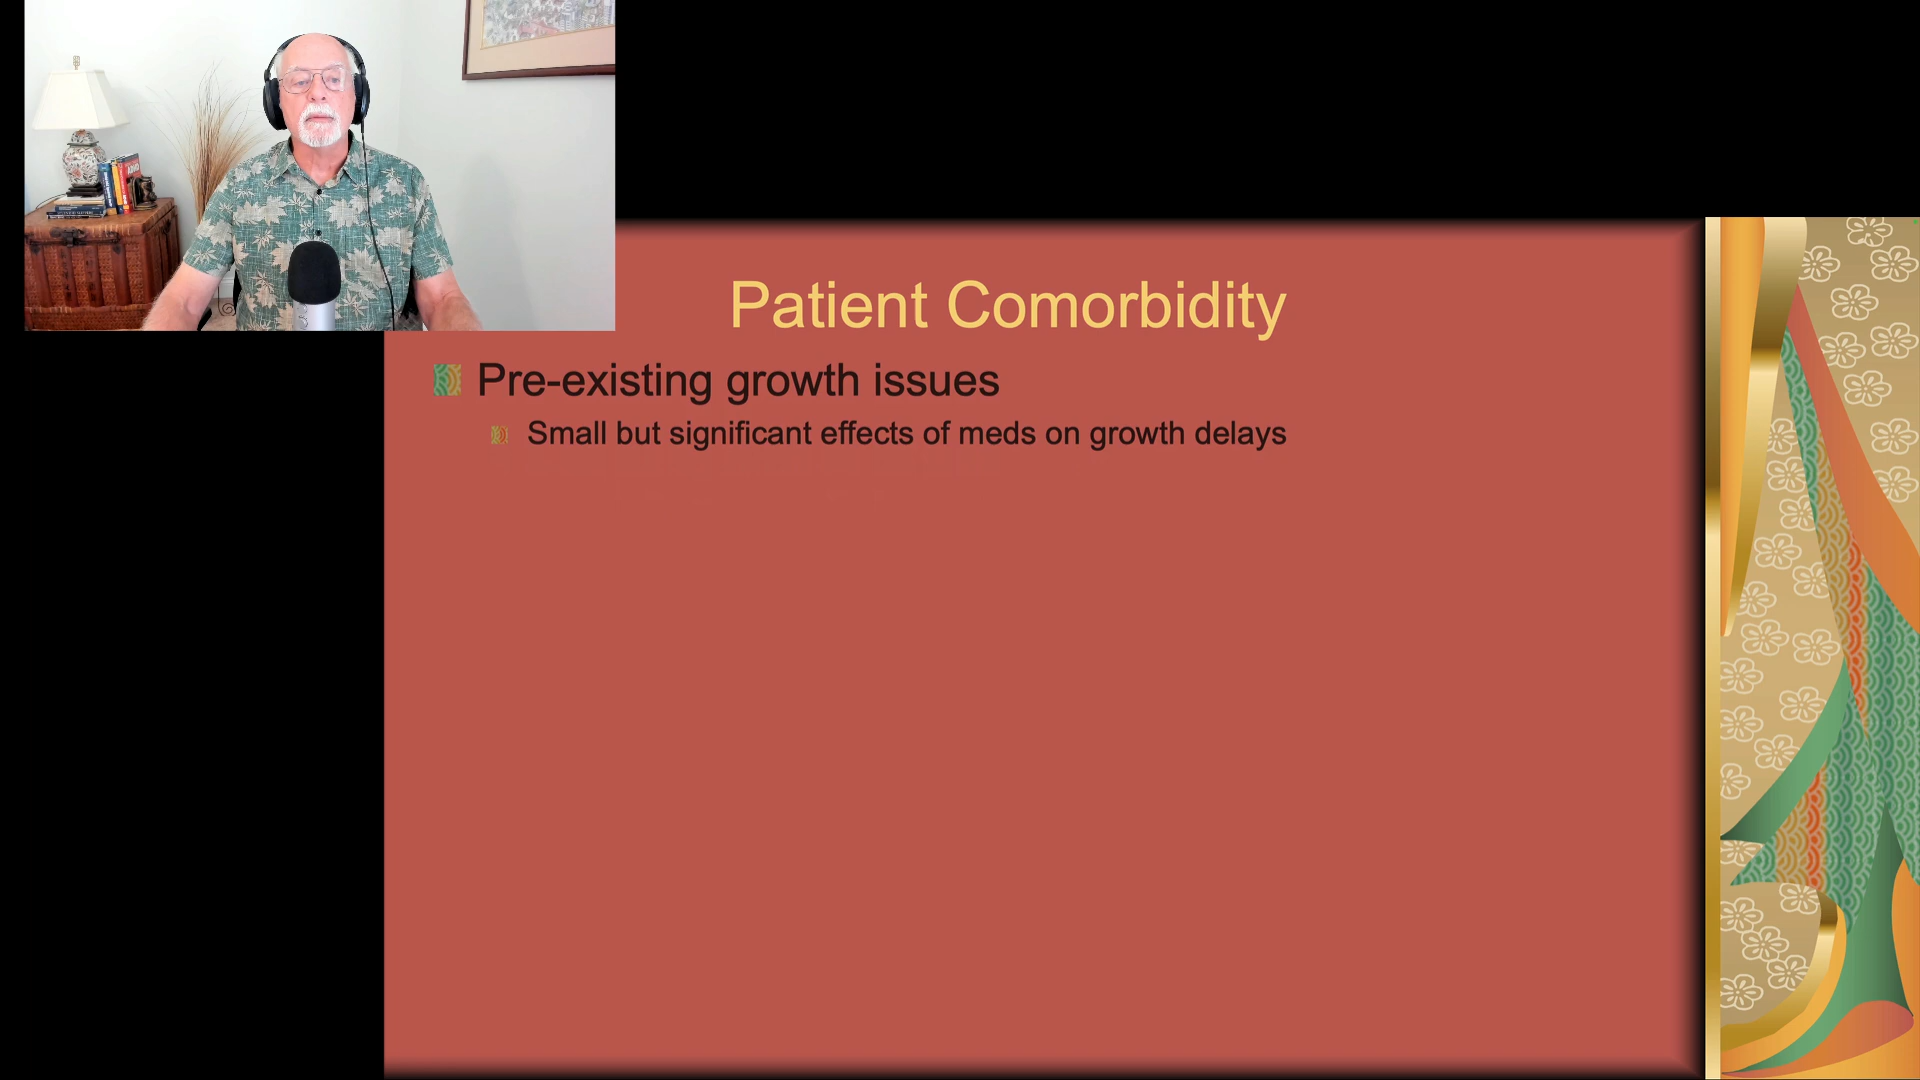 Patient Comorbidity
Pre-existing growth issues
Small but significant effects of meds on growth delays